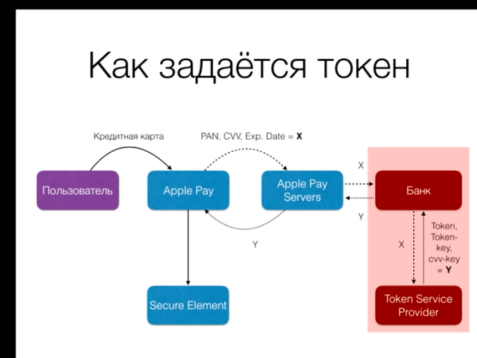 Как задаётся токен
Кредитная карта
PAN, CVV, Exp. Date = X
Пользователь
Apple Pay
Apple Pay
Servers
X
Y
Банк
Y
X
Token,
Token-
key,
cvv-key
= Y
Secure Element
Token Service
Provider